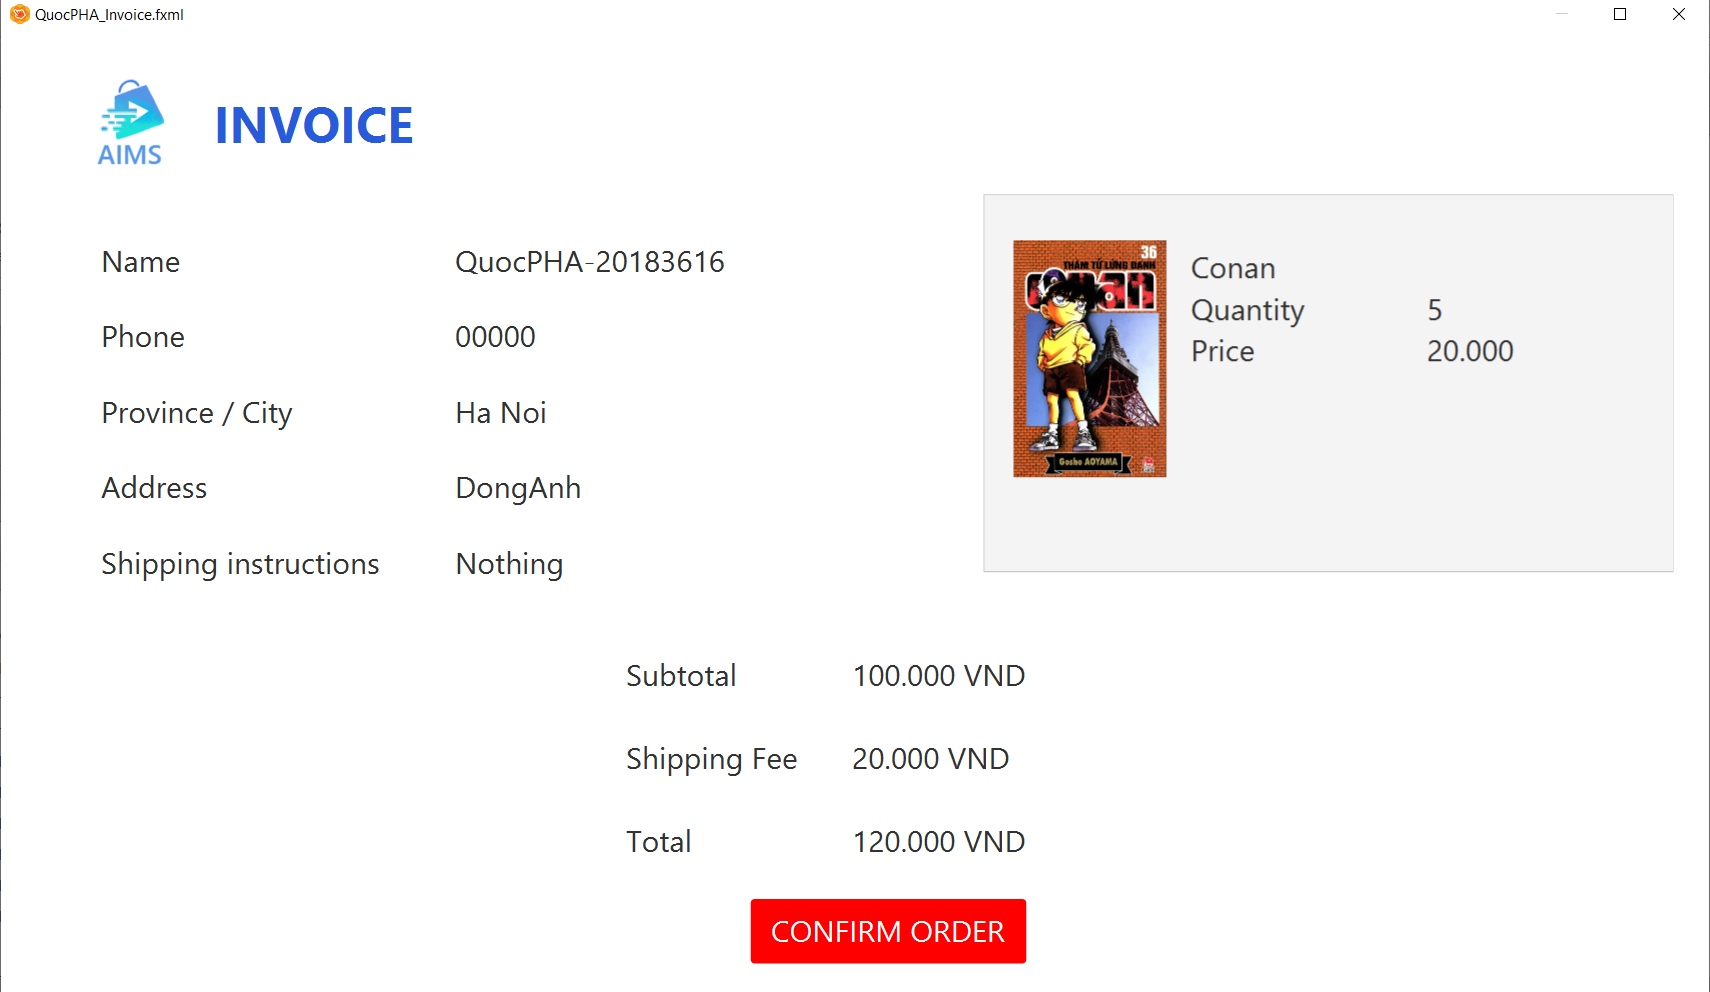 QuocPHA_Invoice.fxml
AIMS
INVOICE
Name QuocPHA-20183616
Phone 00000
Province / City Ha Noi
Address DongAnh
Shipping instructions Nothing
36
THÁM TỬ LỪNG DANH
conan
Gosho AOYAMA
Conan
Quantity 5
Price 20.000
Subtotal 100.000 VND
Shipping Fee 20.000 VND
Total 120.000 VND
CONFIRM ORDER